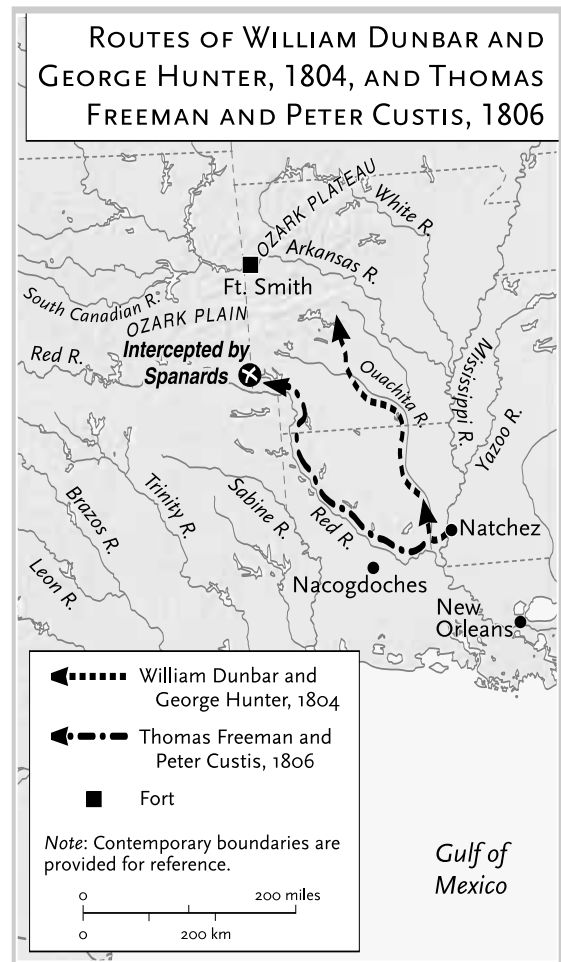 ROUTES OF WILLIAM DUNBAR AND
GEORGE HUNTER, 1804, AND THOMAS
FREEMAN AND PETER CUSTIS, 1806
OZARK PLATEAU
White R.
Arkansas R.
Ft. Smith
South Canadian R.
OZARK PLAIN
Red R.
Intercepted by
Spanards
Ouachita R.
Mississippi R.
Yazoo R.
Brazos R.
Trinity R.
Sabine R.
Red R.
Natchez
Leon R.
Nacogdoches
New
Orleans
William Dunbar and
George Hunter, 1804
Thomas Freeman and
Peter Custis, 1806
Fort
Note: Contemporary boundaries are
provided for reference.
0 200 miles
0 200 km
Gulf of
Mexico